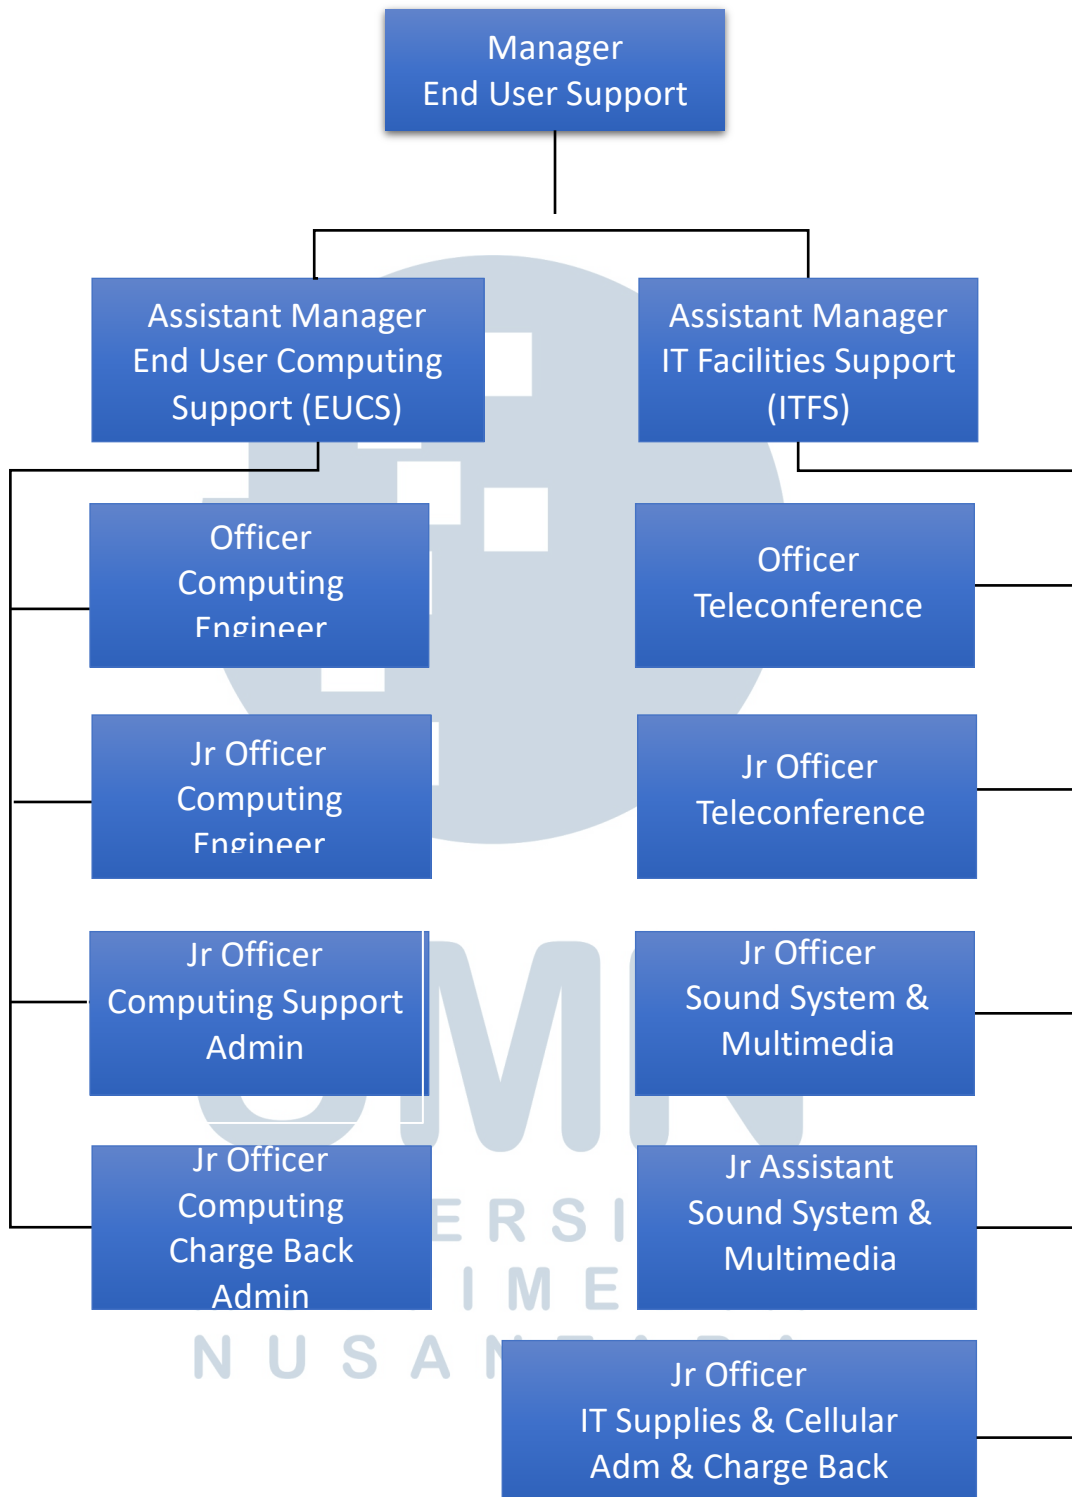 Manager
End User Support
Assistant Manager
End User Computing
Support (EUCS)
Assistant Manager
IT Facilities Support
(ITFS)
Officer
Computing
Engineer
Officer
Teleconference
Jr Officer
Computing
Engineer
Jr Officer
Teleconference
Jr Officer
Computing Support
Admin
Jr Officer
Sound System &
Multimedia
Jr Officer
Computing
Charge Back
Admin
Jr Assistant
Sound System &
Multimedia
Jr Officer
IT Supplies & Cellular
Adm & Charge Back